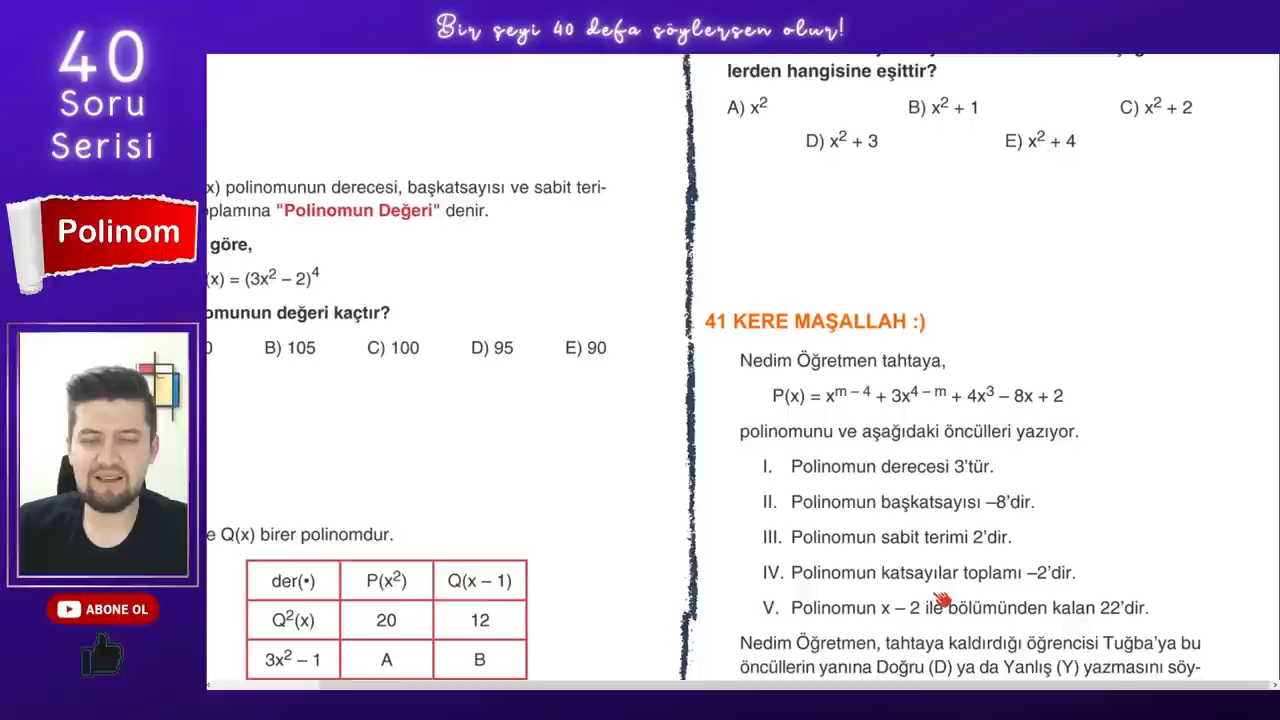 Bir şeyi 40 defa söylersen olur!
40
Soru
Serisi
Polinom
ABONE OL
x) polinomunun derecesi, başkatsayısı ve sabit teri-
plamına "Polinomun Değeri" denir.
göre,
(x) = (3x² – 2)⁴
omunun değeri kaçtır?
0 B) 105 C) 100 D) 95 E) 90
e Q(x) birer polinomdur.
der(•) P(x²) Q(x – 1)
Q²(x) 20 12
3x² – 1 A B
lerden hangisine eşittir?
A) x² B) x² + 1 C) x² + 2
D) x² + 3 E) x² + 4
41 KERE MAŞALLAH :)
Nedim Öğretmen tahtaya,
P(x) = x^(m – 4) + 3x^(4 – m) + 4x³ – 8x + 2
polinomunu ve aşağıdaki öncülleri yazıyor.
I. Polinomun derecesi 3'tür.
II. Polinomun başkatsayısı –8'dir.
III. Polinomun sabit terimi 2'dir.
IV. Polinomun katsayılar toplamı –2'dir.
V. Polinomun x – 2 ile bölümünden kalan 22'dir.
Nedim Öğretmen, tahtaya kaldırdığı öğrencisi Tuğba'ya bu
öncüllerin yanına Doğru (D) ya da Yanlış (Y) yazmasını söy-